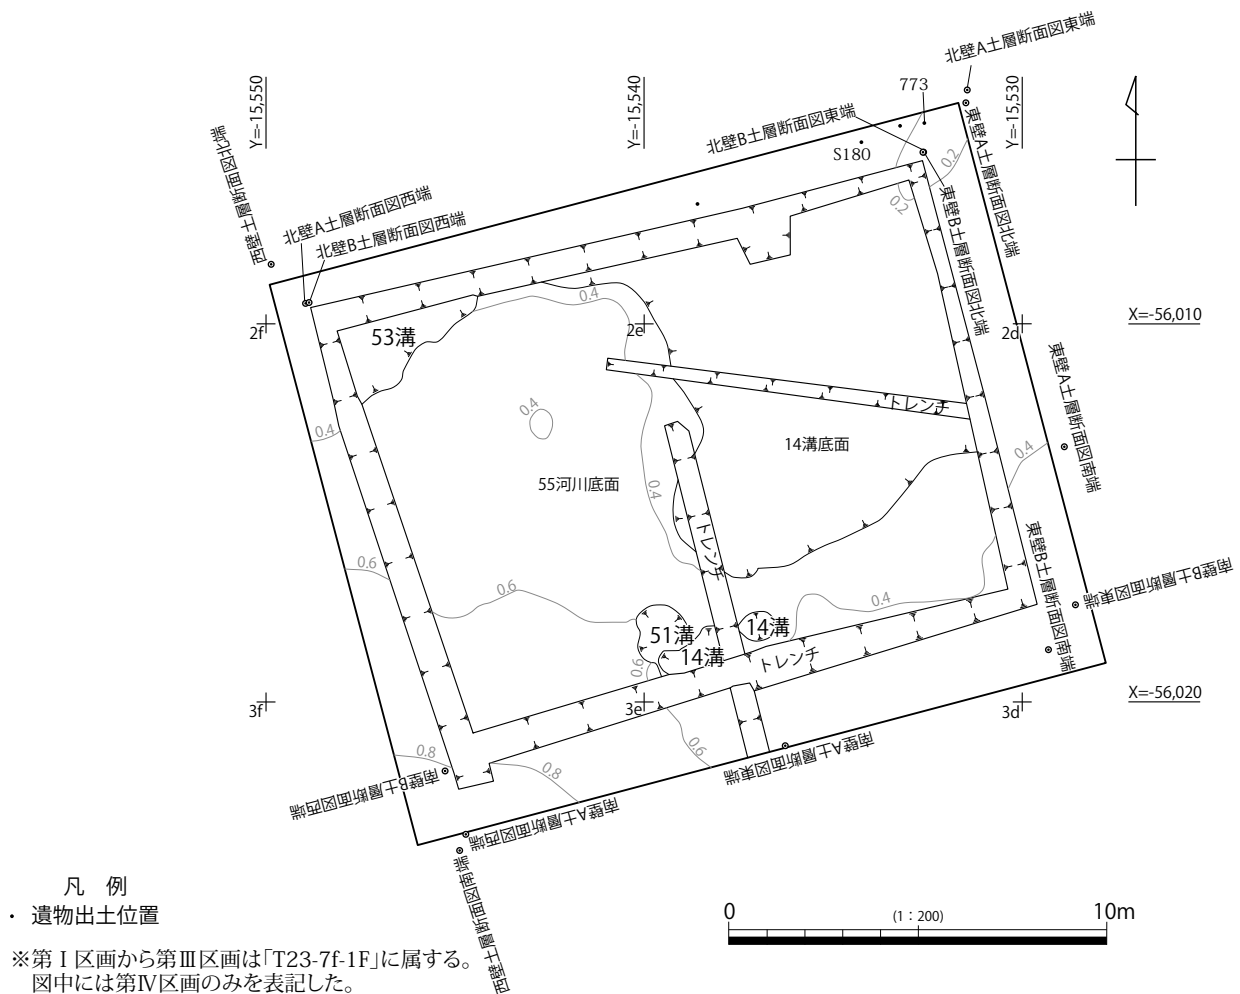 北壁A土層断面図東端
Y=-15,550
Y=-15,540
Y=-15,530
773
北壁B土層断面図東端
S180
東壁A土層断面図北端
0.2
0.2
東壁B土層断面図北端
西壁土層断面図北端
北壁A土層断面図西端
北壁B土層断面図西端
0.4
2f
2e
2d
X=-56,010
53溝
トレンチ
東壁A土層断面図南端
0.4
0.4
14溝底面
0.4
55河川底面
0.4
トレンチ
東壁B土層断面図南端
0.6
0.6
0.4
南壁B土層断面図東端
51溝
14溝
14溝
トレンチ
0.6
3f
3e
3d
X=-56,020
0.6
0.8
0.8
南壁A土層断面図東端
南壁B土層断面図西端
南壁A土層断面図西端
西壁土層断面図南端
凡 例
・ 遺物出土位置
0
(1:200)
10m
※第Ⅰ区画から第Ⅲ区画は「T23-7f-1F」に属する。
図中には第Ⅳ区画のみを表記した。